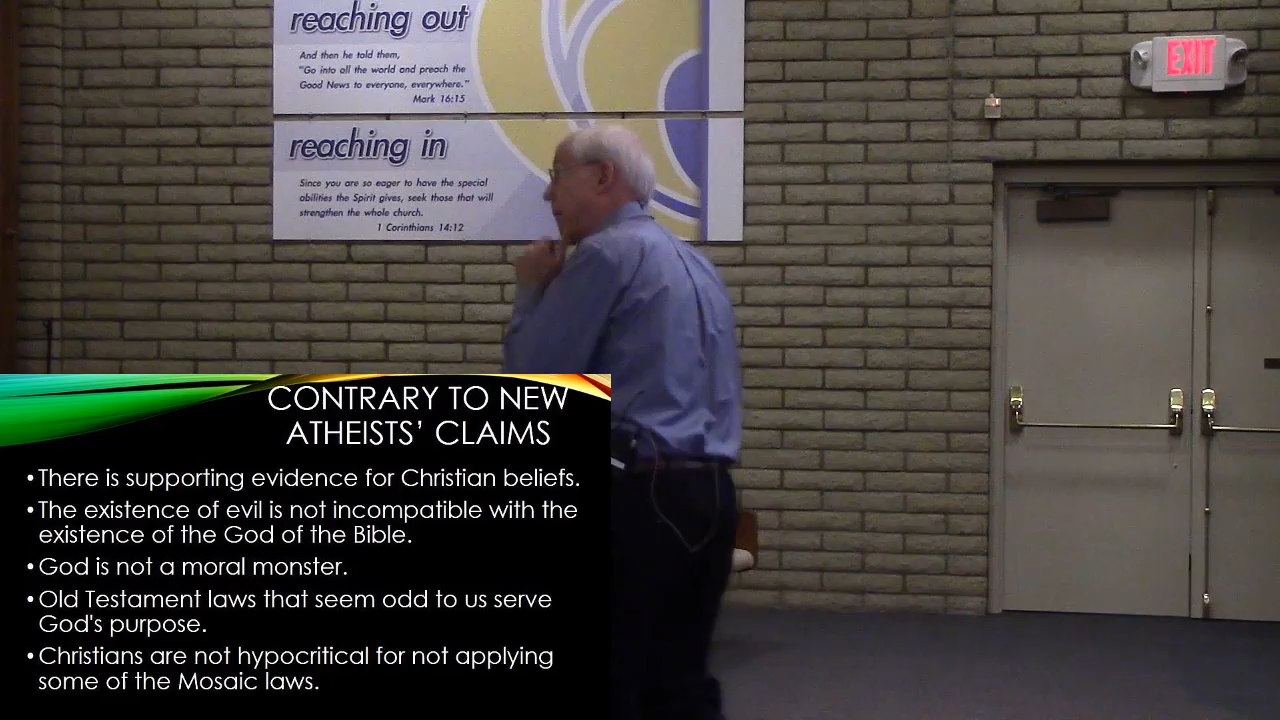 reaching out
And then he told them,
"Go into all the world and preach the
Good News to everyone, everywhere."
Mark 16:15
reaching in
Since you are so eager to have the special
abilities the Spirit gives, seek those that will
strengthen the whole church.
1 Corinthians 14:12
EXIT
CONTRARY TO NEW
ATHEISTS' CLAIMS
•There is supporting evidence for Christian beliefs.
•The existence of evil is not incompatible with the
existence of the God of the Bible.
•God is not a moral monster.
•Old Testament laws that seem odd to us serve
God's purpose.
•Christians are not hypocritical for not applying
some of the Mosaic laws.